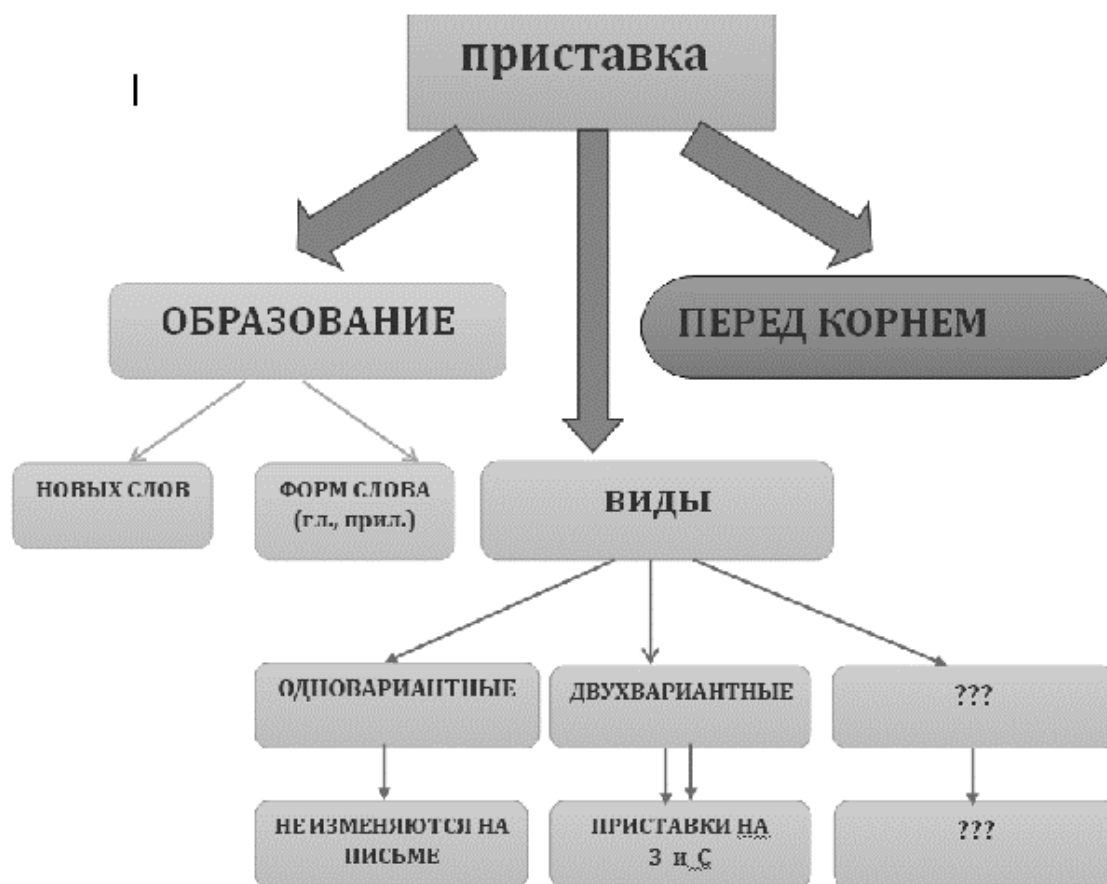 приставка
ОБРАЗОВАНИЕ
ПЕРЕД КОРНЕМ
НОВЫХ СЛОВ
ФОРМ СЛОВА
(гл., прил.)
ВИДЫ
ОДНОВАРИАНТНЫЕ
ДВУХВАРИАНТНЫЕ
???
НЕ ИЗМЕНЯЮТСЯ НА
ПИСЬМЕ
ПРИСТАВКИ НА
З и С
???